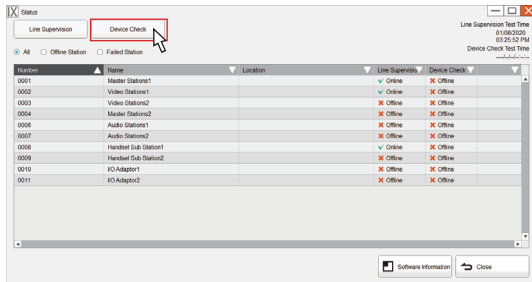 IX Status
Line Supervision Device Check
Line Supervision Test Time
01/08/2020
03:25:52 PM
Device Check Test Time
--/--/-- --:--:--
All Offline Station Failed Station
Number Name Location Line Supervision Device Check
0001 Master Stations1 Online Offline
0002 Video Stations1 Online Offline
0003 Video Stations2 Offline Offline
0004 Master Stations2 Offline Offline
0006 Audio Stations1 Offline Offline
0007 Audio Stations2 Offline Offline
0008 Handset Sub Station1 Online Offline
0009 Handset Sub Station2 Offline Offline
0010 I/O Adaptor1 Offline Offline
0011 I/O Adaptor2 Offline Offline
Software Information Close